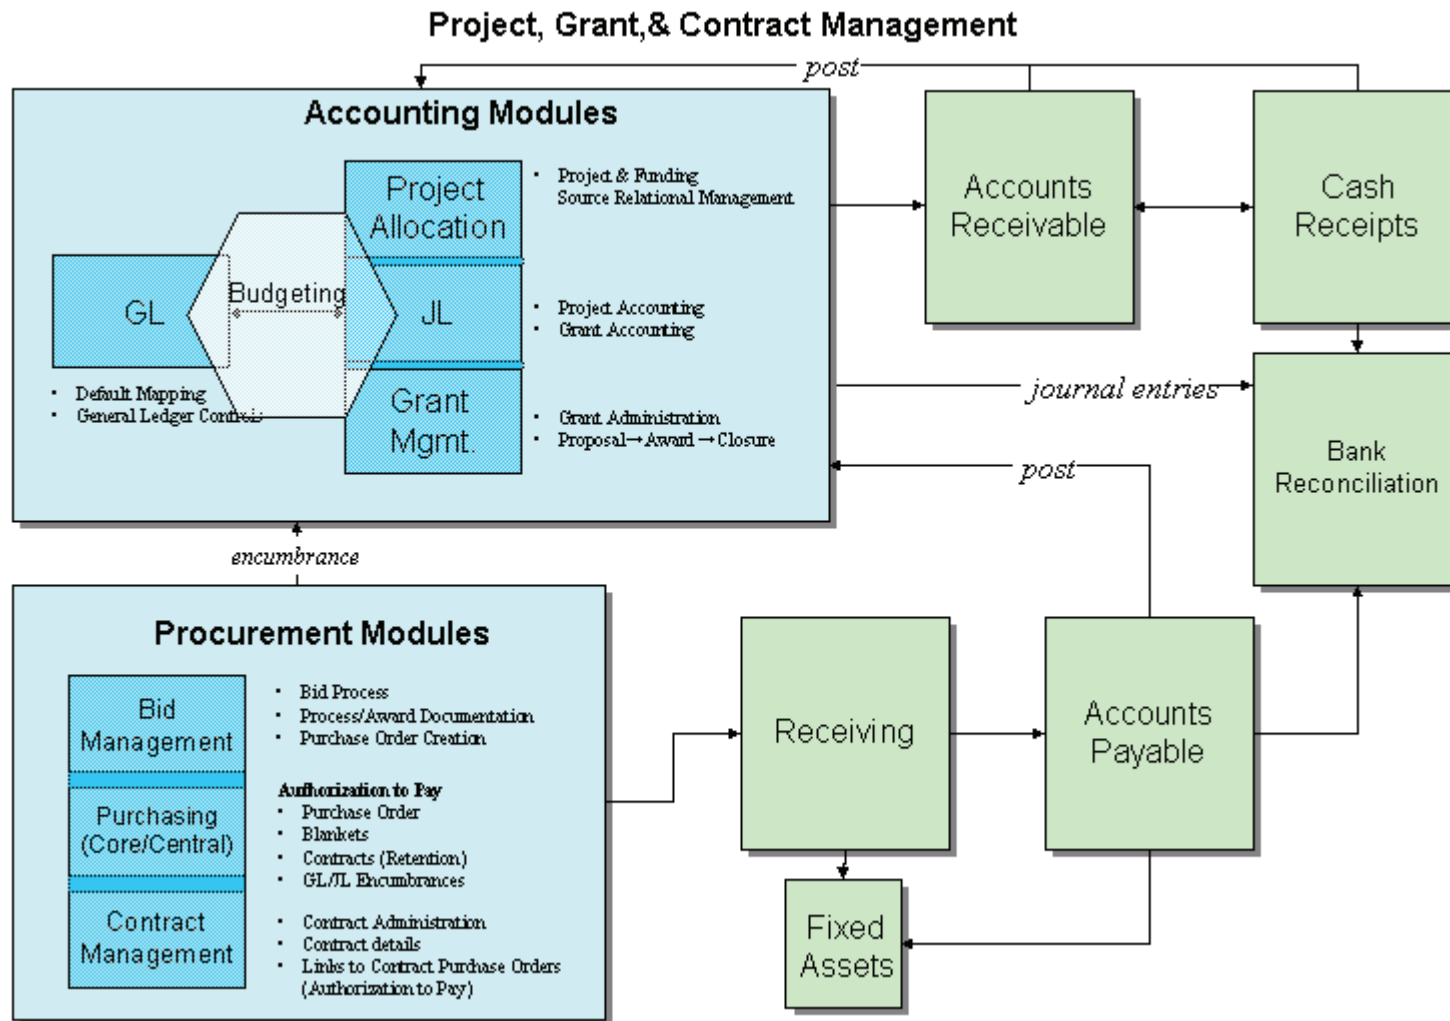 Project, Grant,& Contract Management
post
Accounting Modules
Project
Allocation
• Project & Funding
Source Relational Management
GL
Budgeting
JL
• Project Accounting
• Grant Accounting
• Default Mapping
• General Ledger Controls
Grant
Mgmt.
• Grant Administration
• Proposal→Award→Closure
Accounts
Receivable
Cash
Receipts
journal entries
Bank
Reconciliation
post
encumbrance
Procurement Modules
Bid
Management
• Bid Process
• Process/Award Documentation
• Purchase Order Creation
Purchasing
(Core/Central)
Authorization to Pay
• Purchase Order
• Blankets
• Contracts (Retention)
• GL/JL Encumbrances
Contract
Management
• Contract Administration
• Contract details
• Links to Contract Purchase Orders
(Authorization to Pay)
Receiving
Accounts
Payable
Fixed
Assets